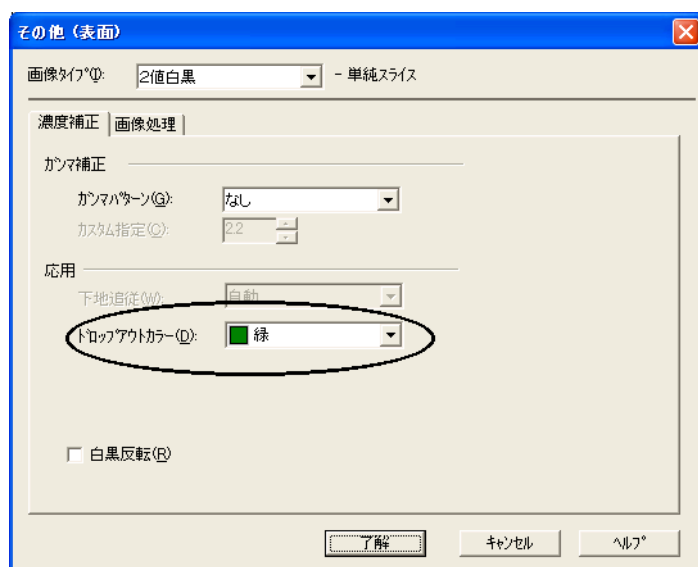 その他（表面）
画像ﾀｲﾌﾟ(I): 2値白黒 - 単純ｽﾗｲｽ
濃度補正 画像処理
ｶﾞﾝﾏ補正
ｶﾞﾝﾏﾊﾟﾀｰﾝ(G): なし
ｶｽﾀﾑ指定(C): 2.2
応用
下地追従(W): 自動
ﾄﾞﾛｯﾌﾟｱｳﾄｶﾗｰ(D): 緑
白黒反転(R)
了解 ｷｬﾝｾﾙ ﾍﾙﾌﾟ